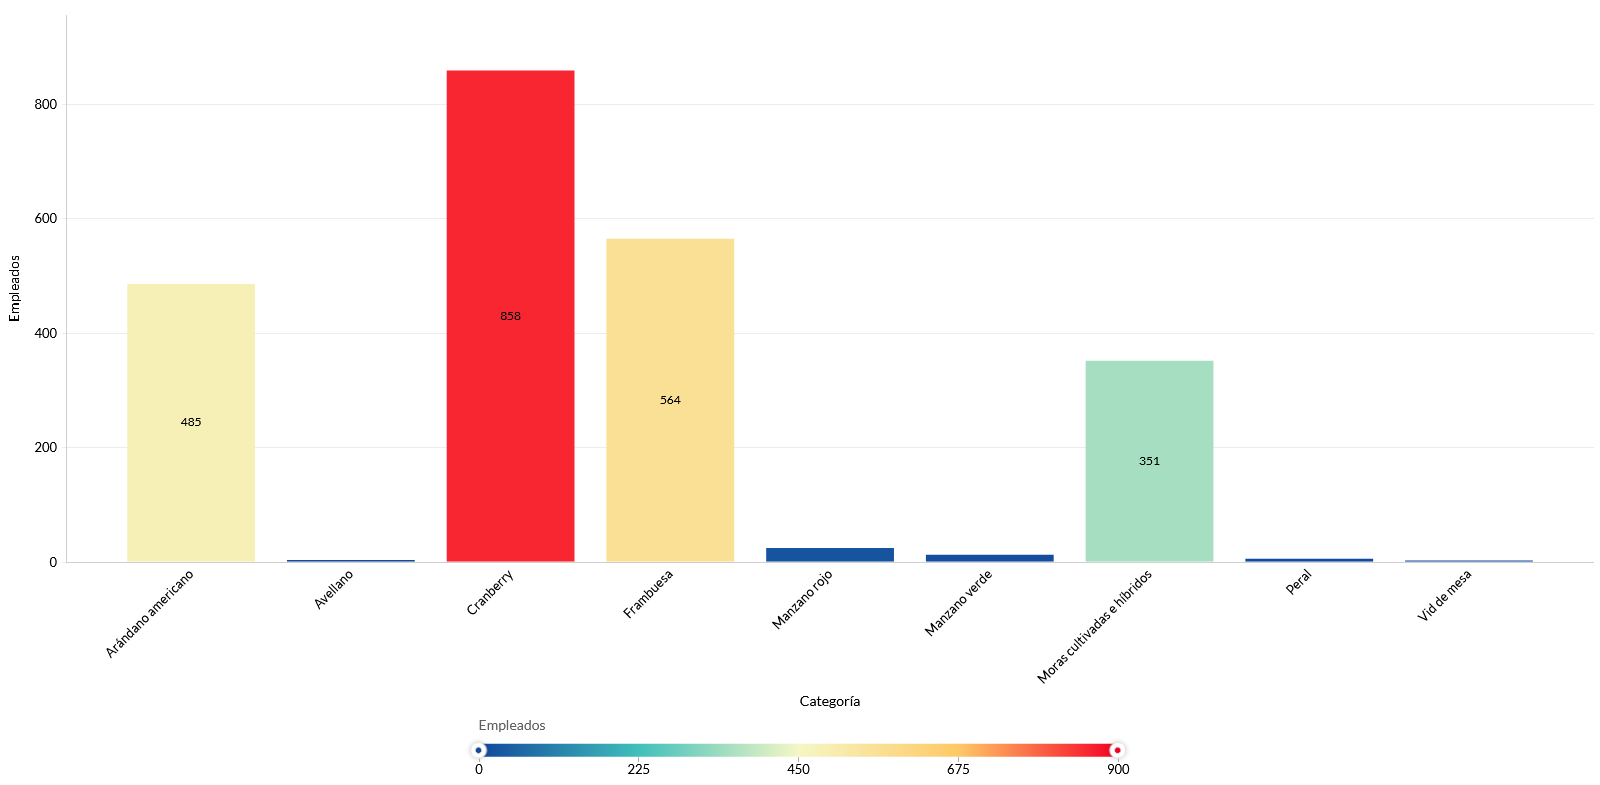 Empleados
800
600
400
200
0
485
858
564
351
Arándano americano
Avellano
Cranberry
Frambuesa
Manzano rojo
Manzano verde
Moras cultivadas e híbridos
Peral
Vid de mesa
Categoría
Empleados
0
225
450
675
900